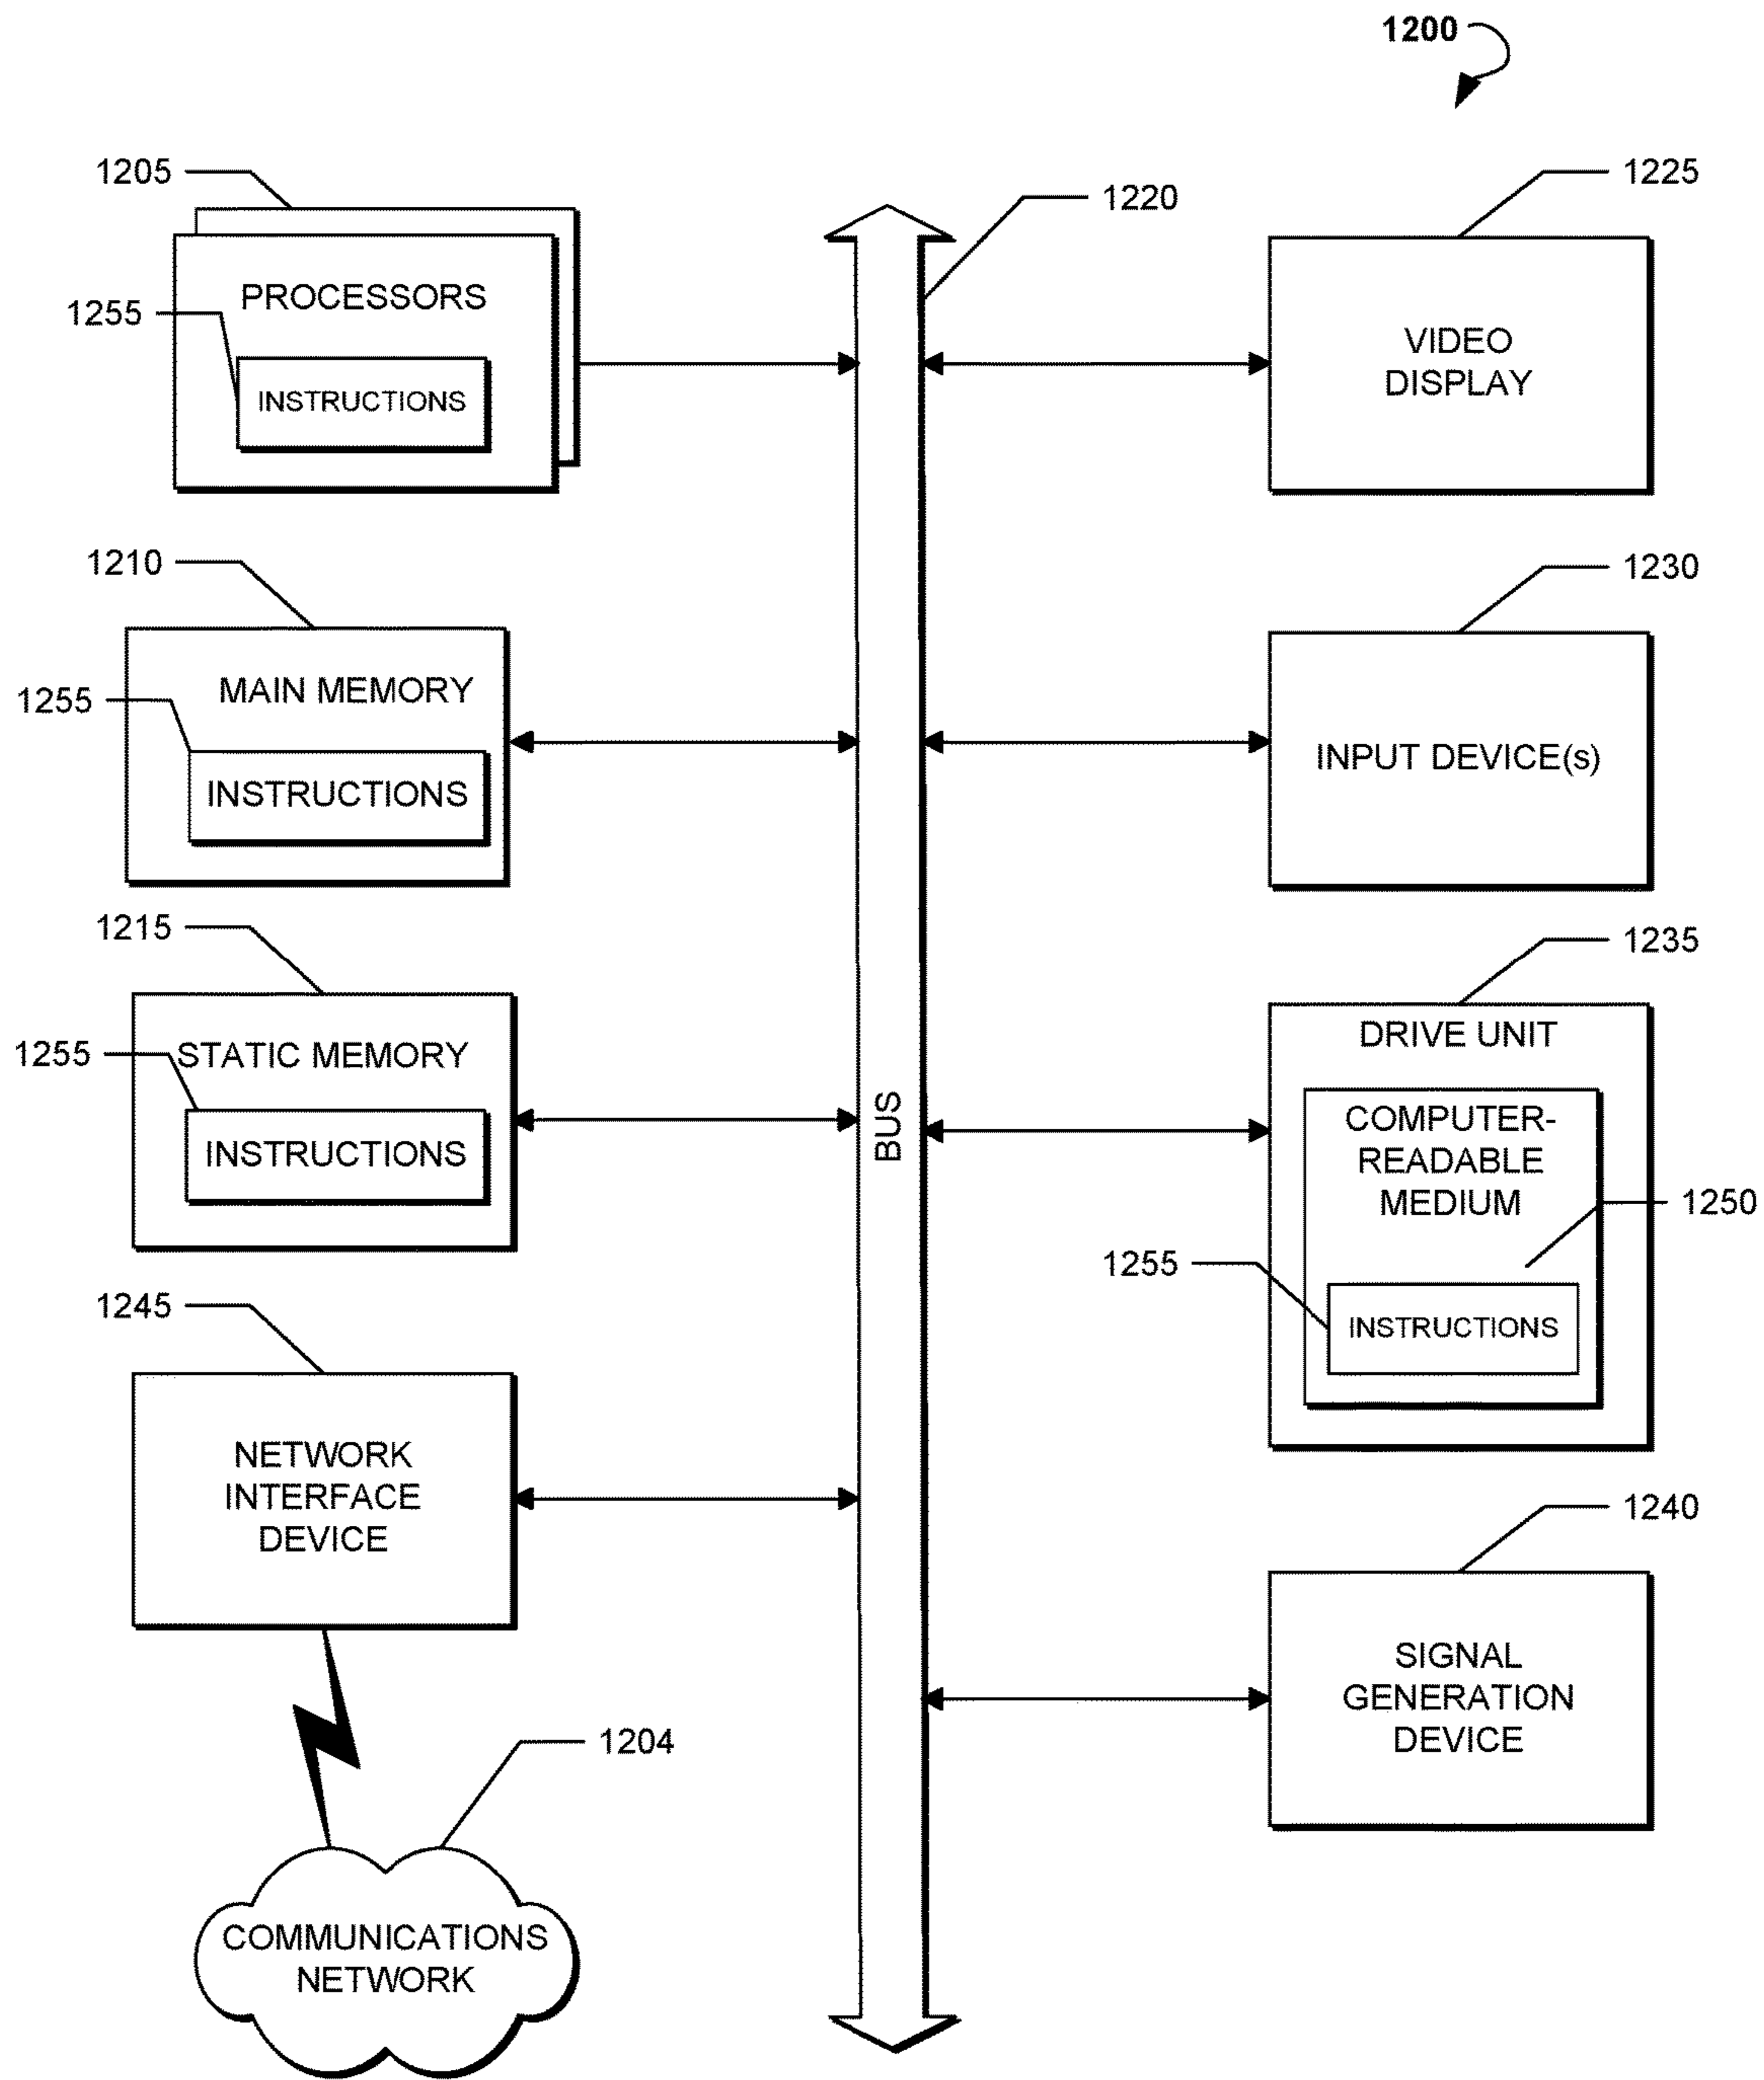 1200
1205
1220
1225
PROCESSORS
1255
INSTRUCTIONS
VIDEO
DISPLAY
1210
1230
MAIN MEMORY
1255
INSTRUCTIONS
INPUT DEVICE(s)
1215
1235
STATIC MEMORY
1255
INSTRUCTIONS
BUS
DRIVE UNIT
COMPUTER-
READABLE
MEDIUM
1250
1255
INSTRUCTIONS
1245
NETWORK
INTERFACE
DEVICE
1240
SIGNAL
GENERATION
DEVICE
1204
COMMUNICATIONS
NETWORK